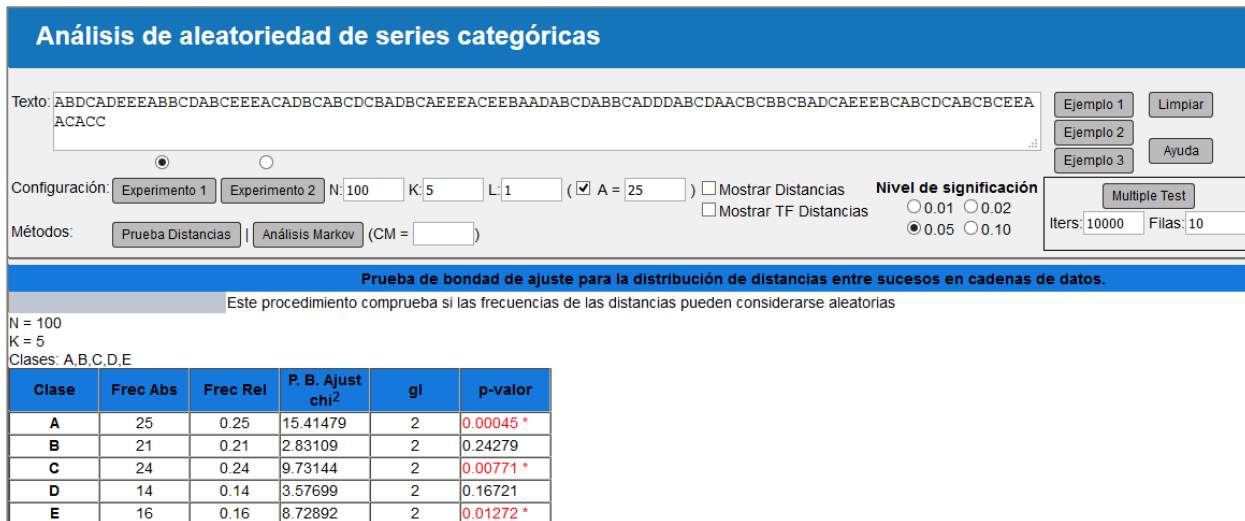 Análisis de aleatoriedad de series categóricas
Texto: ABDCADEEEABBCDABCEEEACADBCABCDCBADBCAEEEACEEBAADABCDABBCADDDABCDAACBCBBCBADCAEEEBCABCDCABCBCEEA
ACACC
Ejemplo 1 Limpiar
Ejemplo 2
Ejemplo 3 Ayuda
Configuración: Experimento 1 Experimento 2 N: 100 K: 5 L: 1 ( A = 25 ) Mostrar Distancias Nivel de significación Multiple Test
Mostrar TF Distancias 0.01 0.02
Métodos: Prueba Distancias | Análisis Markov (CM = ) 0.05 0.10 Iters: 10000 Filas: 10
Prueba de bondad de ajuste para la distribución de distancias entre sucesos en cadenas de datos.
Este procedimiento comprueba si las frecuencias de las distancias pueden considerarse aleatorias
N = 100
K = 5
Clases: A,B,C,D,E
Clase Frec Abs Frec Rel P. B. Ajust chi2 gl p-valor
A 25 0.25 15.41479 2 0.00045 *
B 21 0.21 2.83109 2 0.24279
C 24 0.24 9.73144 2 0.00771 *
D 14 0.14 3.57699 2 0.16721
E 16 0.16 8.72892 2 0.01272 *